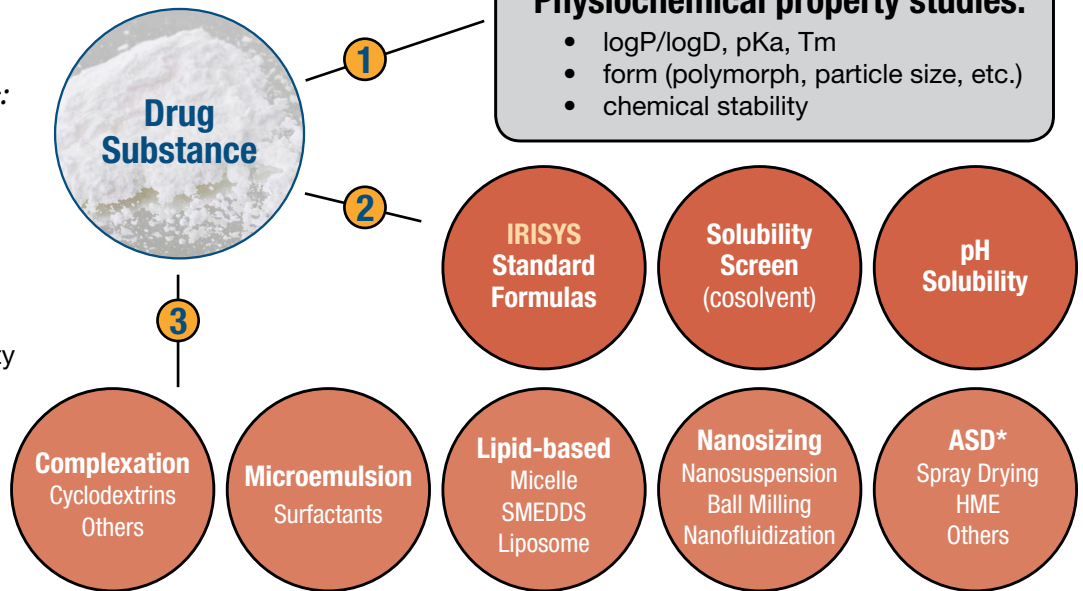 Physiochemical property studies:
• logP/logD, pKa, Tm
• form (polymorph, particle size, etc.)
• chemical stability
:
Drug
Substance
1
2
3
IRISYS
Standard
Formulas
Solubility
Screen
(cosolvent)
pH
Solubility
ty
Complexation
Cyclodextrins
Others
Microemulsion
Surfactants
Lipid-based
Micelle
SMEDDS
Liposome
Nanosizing
Nanosuspension
Ball Milling
Nanofluidization
ASD*
Spray Drying
HME
Others